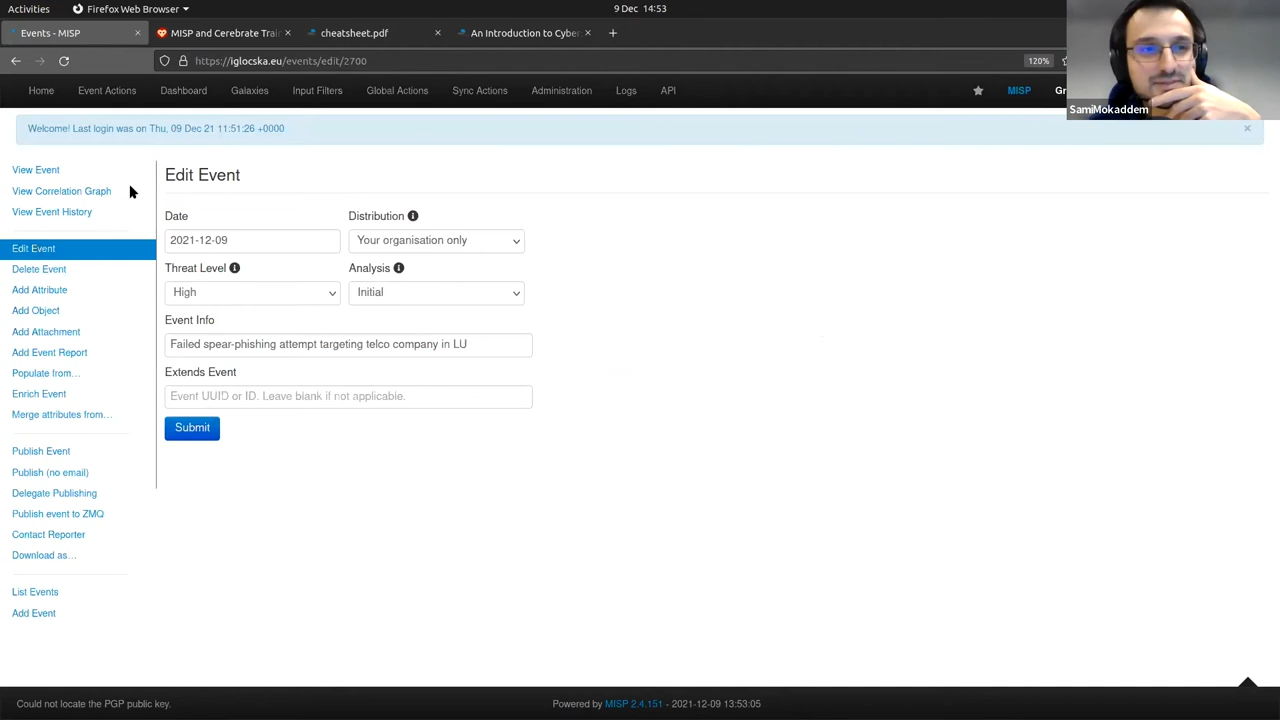 Activities
Firefox Web Browser
9 Dec 14:53
Events - MISP
MISP and Cerebrate Trai
cheatsheet.pdf
An Introduction to Cyber
https://iglocska.eu/events/edit/2700
120%
Home
Event Actions
Dashboard
Galaxies
Input Filters
Global Actions
Sync Actions
Administration
Logs
API
MISP
SamiMokaddem
Welcome! Last login was on Thu, 09 Dec 21 11:51:26 +0000
View Event
View Correlation Graph
View Event History
Edit Event
Delete Event
Add Attribute
Add Object
Add Attachment
Add Event Report
Populate from…
Enrich Event
Merge attributes from…
Publish Event
Publish (no email)
Delegate Publishing
Publish event to ZMQ
Contact Reporter
Download as…
List Events
Add Event
Edit Event
Date
Distribution
2021-12-09
Your organisation only
Threat Level
Analysis
High
Initial
Event Info
Failed spear-phishing attempt targeting telco company in LU
Extends Event
Event UUID or ID. Leave blank if not applicable.
Submit
Could not locate the PGP public key.
Powered by MISP 2.4.151 - 2021-12-09 13:53:05